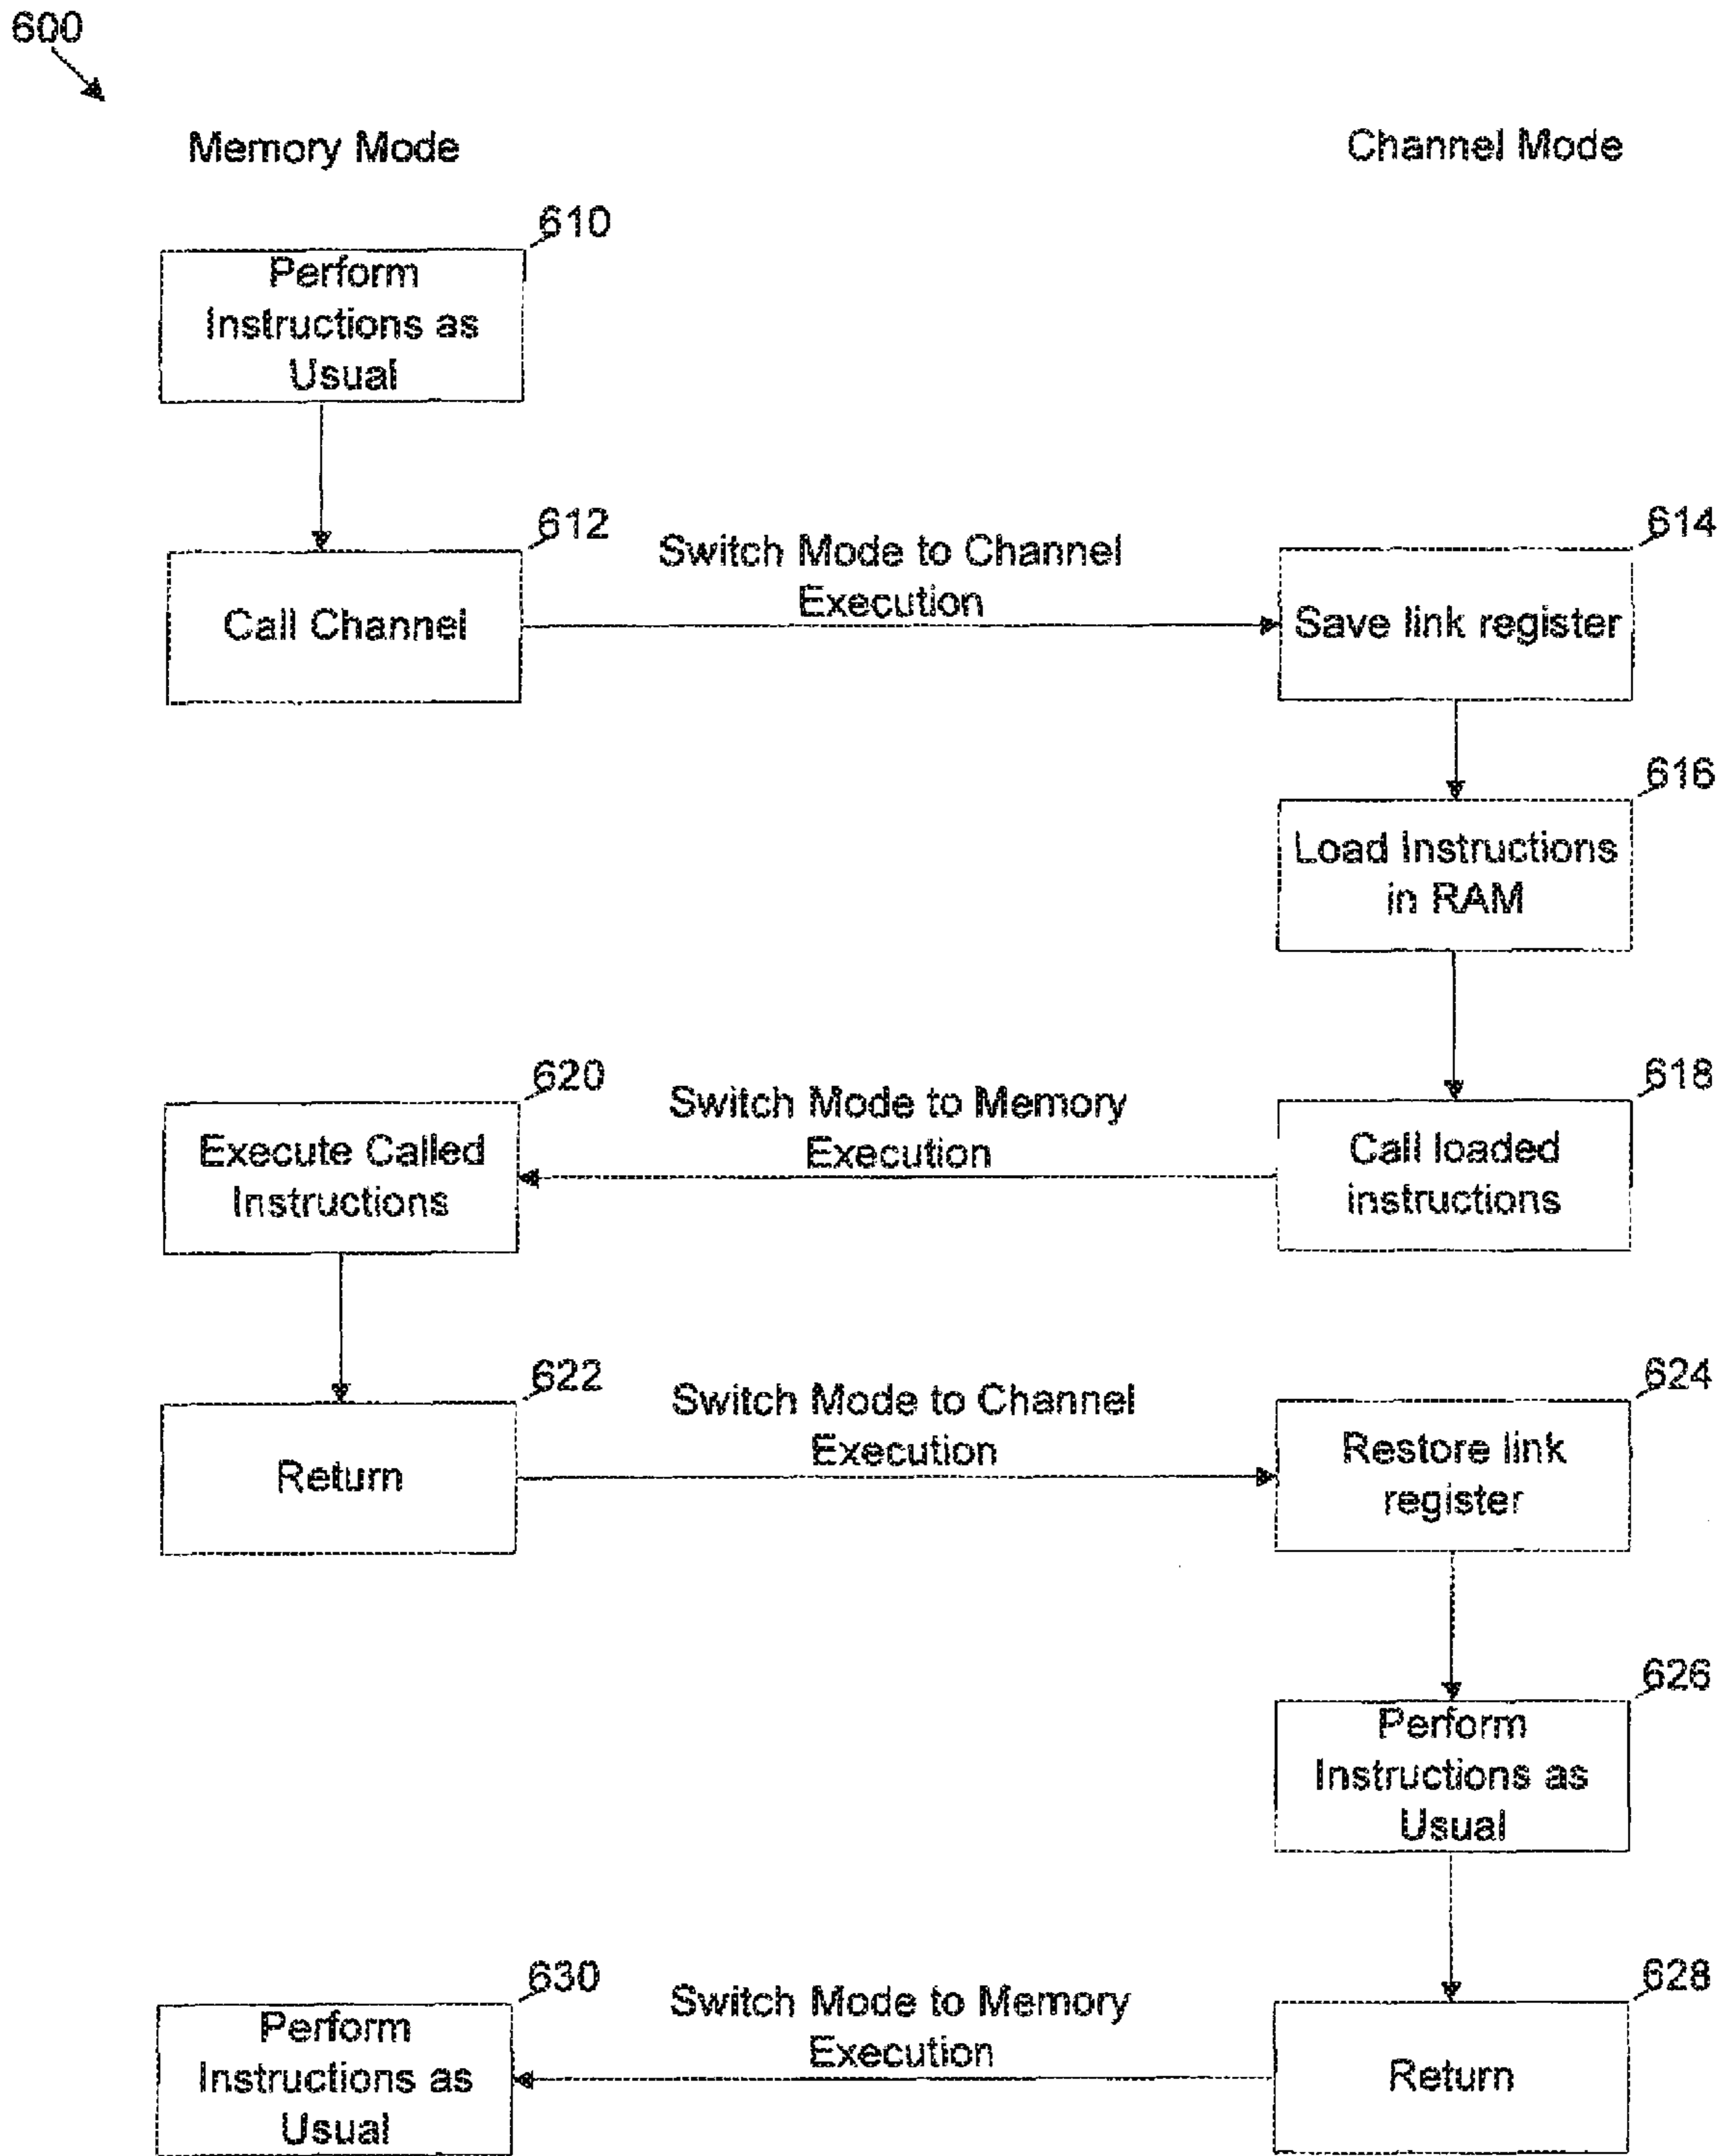 600
Memory Mode
Channel Mode
610
Perform
Instructions as
Usual
612
Call Channel
Switch Mode to Channel
Execution
614
Save link register
616
Load Instructions
in RAM
618
Call loaded
instructions
Switch Mode to Memory
Execution
620
Execute Called
Instructions
622
Return
Switch Mode to Channel
Execution
624
Restore link
register
626
Perform
Instructions as
Usual
628
Return
Switch Mode to Memory
Execution
630
Perform
Instructions as
Usual